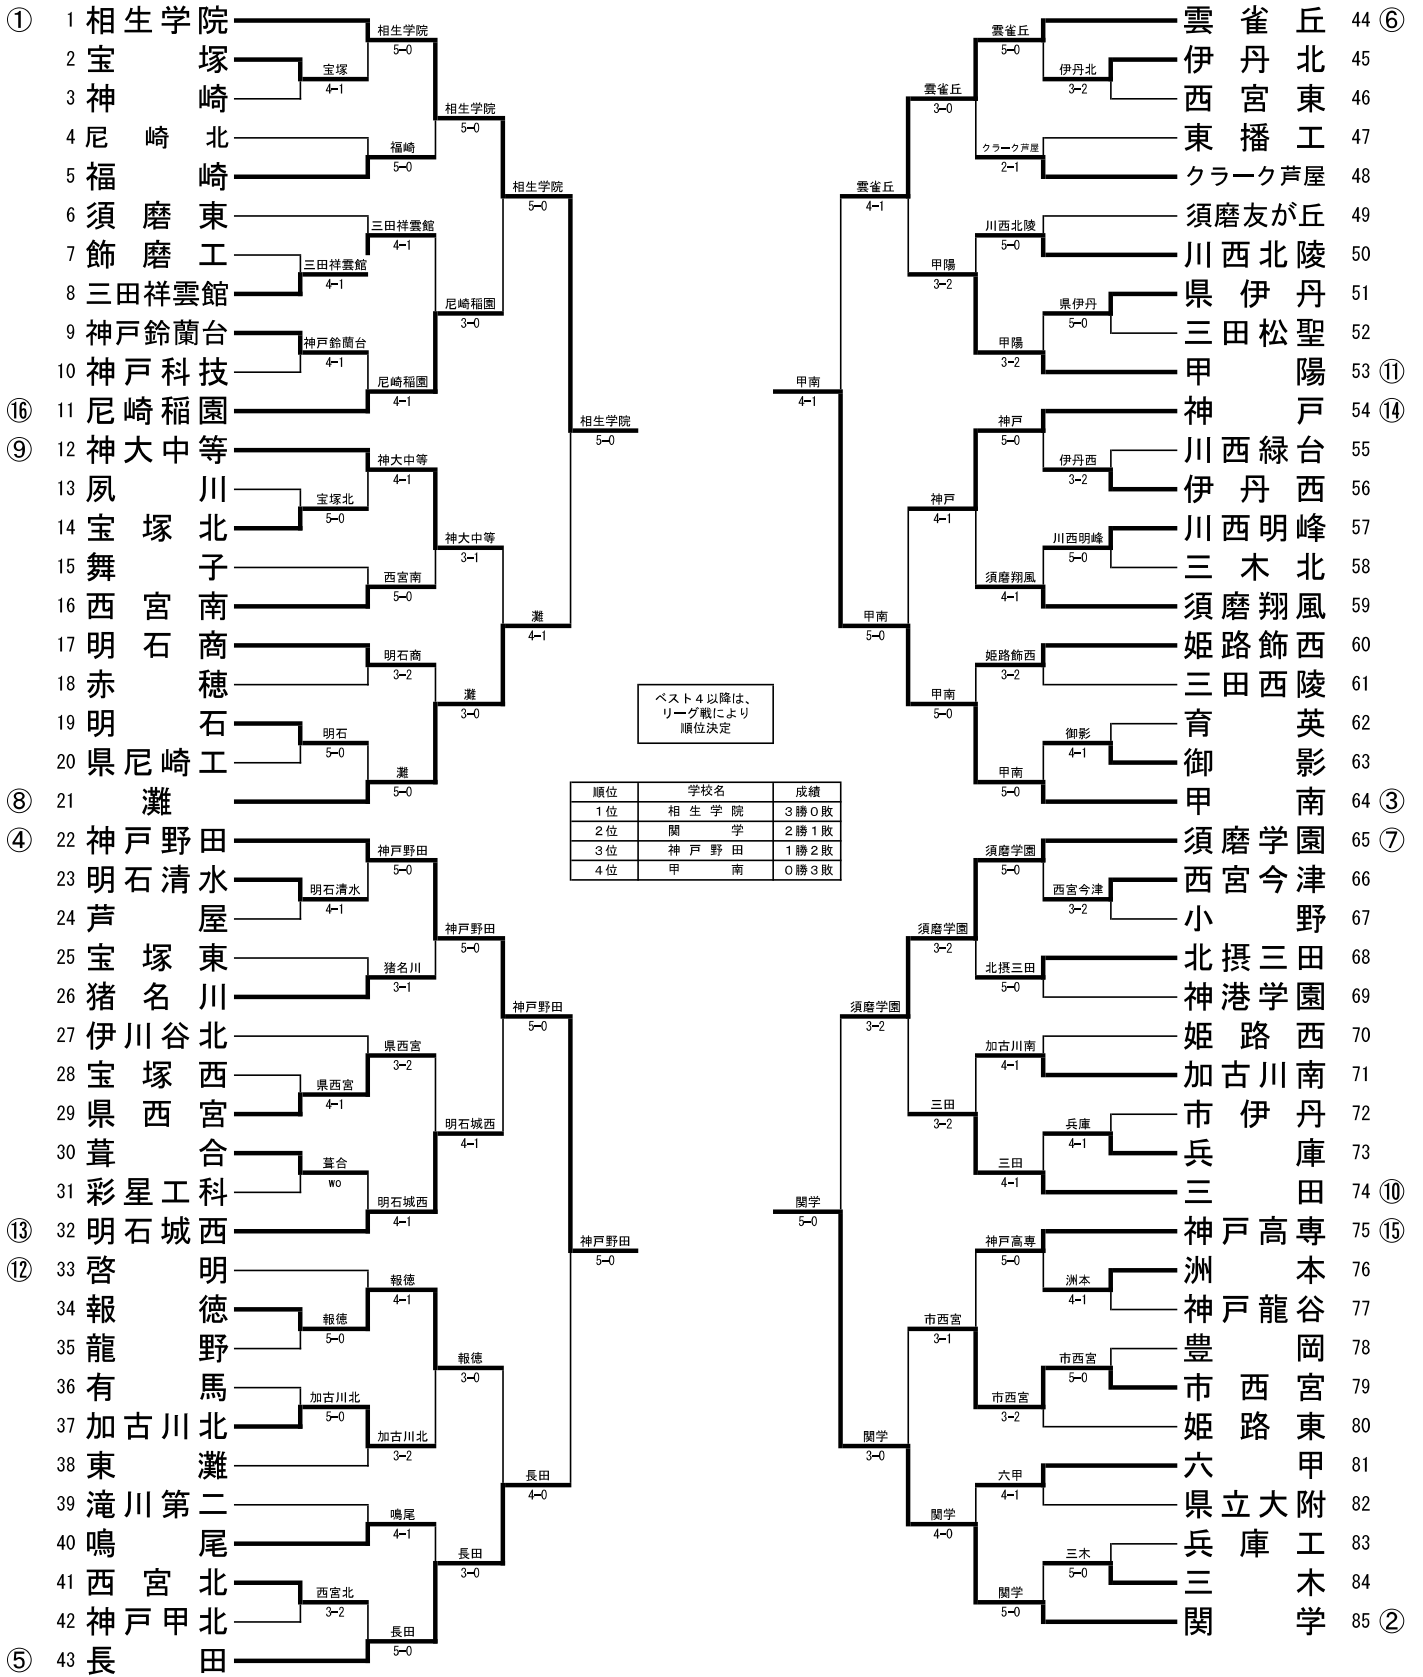 ① 1 相生学院
2 宝塚
3 神崎
4 尼崎北
5 福崎
6 須磨東
7 飾磨工
8 三田祥雲館
9 神戸鈴蘭台
10 神戸科技
⑯ 11 尼崎稲園
⑨ 12 神大中等
13 夙川
14 宝塚北
15 舞子
16 西宮南
17 明石商
18 赤穂
19 明石
20 県尼崎工
⑧ 21 灘
④ 22 神戸野田
23 明石清水
24 芦屋
25 宝塚東
26 猪名川
27 伊川谷北
28 宝塚西
29 県西宮
30 葺合
31 彩星工科
⑬ 32 明石城西
⑫ 33 啓明
34 報徳
35 龍野
36 有馬
37 加古川北
38 東灘
39 滝川第二
40 鳴尾
41 西宮北
42 神戸甲北
⑤ 43 長田
宝塚
4-1
三田祥雲館
4-1
神戸鈴蘭台
4-1
宝塚北
5-0
明石
5-0
明石清水
4-1
県西宮
4-1
葺合
wo
報徳
5-0
加古川北
5-0
西宮北
3-2
相生学院
5-0
福崎
5-0
三田祥雲館
4-1
尼崎稲園
4-1
神大中等
4-1
西宮南
5-0
明石商
3-2
灘
5-0
神戸野田
5-0
猪名川
3-1
県西宮
3-2
明石城西
4-1
報徳
4-1
加古川北
3-2
鳴尾
4-1
長田
5-0
相生学院
5-0
尼崎稲園
3-0
神大中等
3-1
灘
3-0
神戸野田
5-0
明石城西
4-1
報徳
3-0
長田
3-0
相生学院
5-0
灘
4-1
神戸野田
5-0
長田
4-0
相生学院
5-0
神戸野田
5-0
ベスト4以降は、
リーグ戦により
順位決定
順位 学校名 成績
1位 相生学院 3勝0敗
2位 関学 2勝1敗
3位 神戸野田 1勝2敗
4位 甲南 0勝3敗
甲南
4-1
関学
5-0
雲雀丘
4-1
甲南
5-0
須磨学園
3-2
関学
3-0
雲雀丘
3-0
甲陽
3-2
神戸
4-1
甲南
5-0
須磨学園
3-2
三田
3-2
市西宮
3-1
関学
4-0
雲雀丘
5-0
クラーク芦屋
2-1
川西北陵
5-0
甲陽
3-2
神戸
5-0
須磨翔風
4-1
姫路飾西
3-2
甲南
5-0
須磨学園
5-0
北摂三田
5-0
加古川南
4-1
三田
4-1
神戸高専
5-0
市西宮
3-2
六甲
4-1
関学
5-0
伊丹北
3-2
県伊丹
5-0
伊丹西
3-2
川西明峰
5-0
御影
4-1
西宮今津
3-2
兵庫
4-1
洲本
4-1
市西宮
5-0
三木
5-0
雲雀丘 44 ⑥
伊丹北 45
西宮東 46
東播工 47
クラーク芦屋 48
須磨友が丘 49
川西北陵 50
県伊丹 51
三田松聖 52
甲陽 53 ⑪
神戸 54 ⑭
川西緑台 55
伊丹西 56
川西明峰 57
三木北 58
須磨翔風 59
姫路飾西 60
三田西陵 61
育英 62
御影 63
甲南 64 ③
須磨学園 65 ⑦
西宮今津 66
小野 67
北摂三田 68
神港学園 69
姫路西 70
加古川南 71
市伊丹 72
兵庫 73
三田 74 ⑩
神戸高専 75 ⑮
洲本 76
神戸龍谷 77
豊岡 78
市西宮 79
姫路東 80
六甲 81
県立大附 82
兵庫工 83
三木 84
関学 85 ②